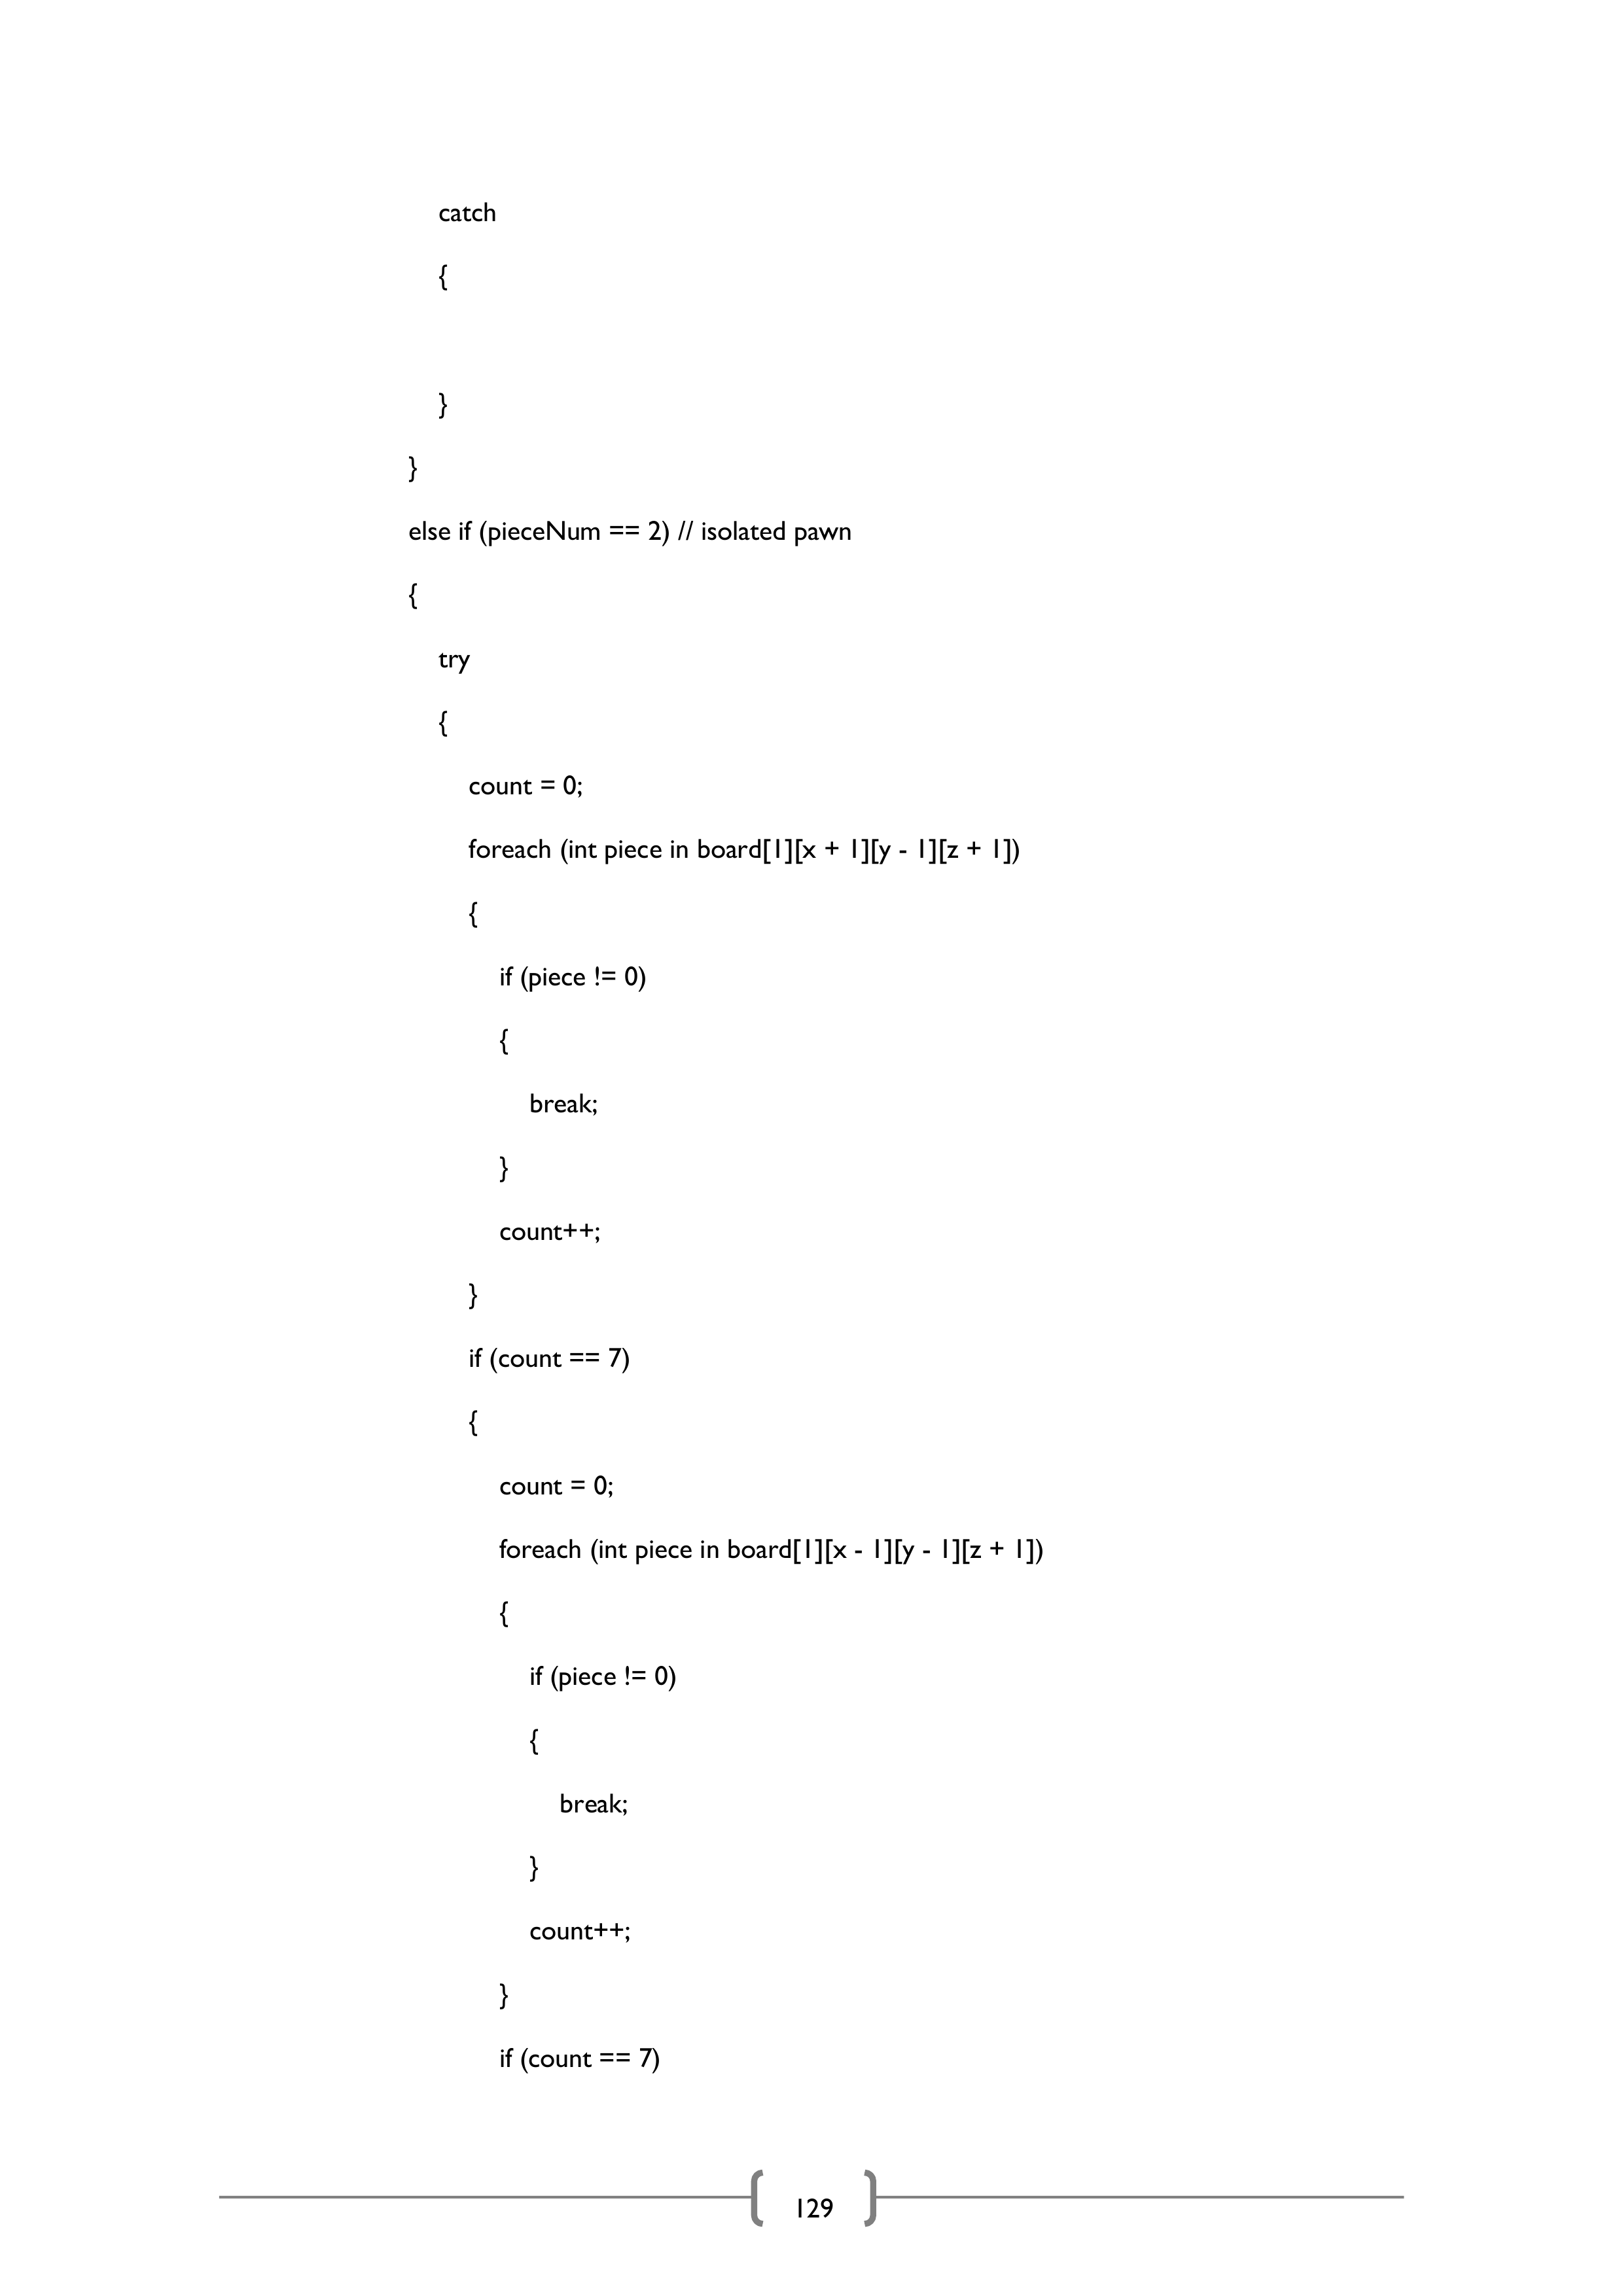 catch
{
}
}
else if (pieceNum == 2) // isolated pawn
{
try
{
count = 0;
foreach (int piece in board[1][x + 1][y - 1][z + 1])
{
if (piece != 0)
{
break;
}
count++;
}
if (count == 7)
{
count = 0;
foreach (int piece in board[1][x - 1][y - 1][z + 1])
{
if (piece != 0)
{
break;
}
count++;
}
if (count == 7)
129